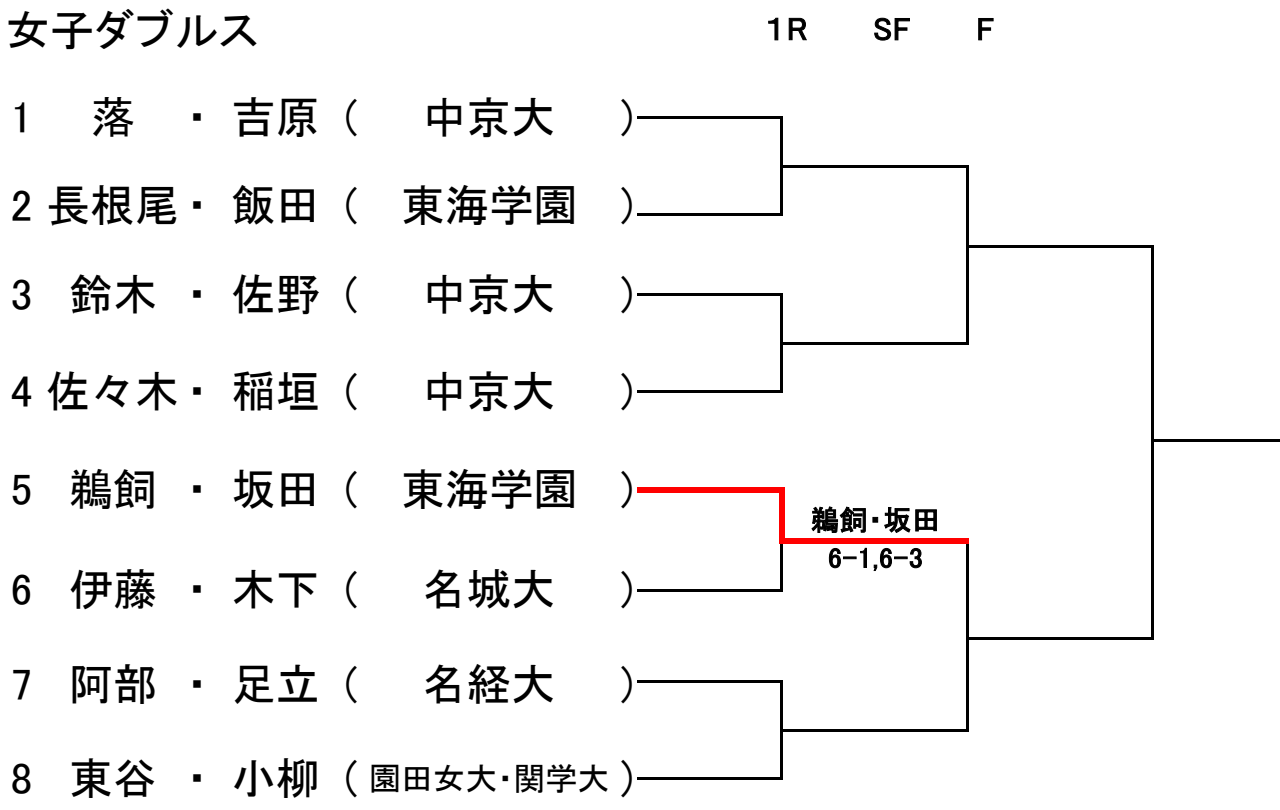 女子ダブルス 1R SF F
1 落 ・ 吉原 ( 中京大 )
2 長根尾 ・ 飯田 ( 東海学園 )
3 鈴木 ・ 佐野 ( 中京大 )
4 佐々木 ・ 稲垣 ( 中京大 )
5 鵜飼 ・ 坂田 ( 東海学園 )
鵜飼・坂田
6-1,6-3
6 伊藤 ・ 木下 ( 名城大 )
7 阿部 ・ 足立 ( 名経大 )
8 東谷 ・ 小柳 ( 園田女大・関学大 )